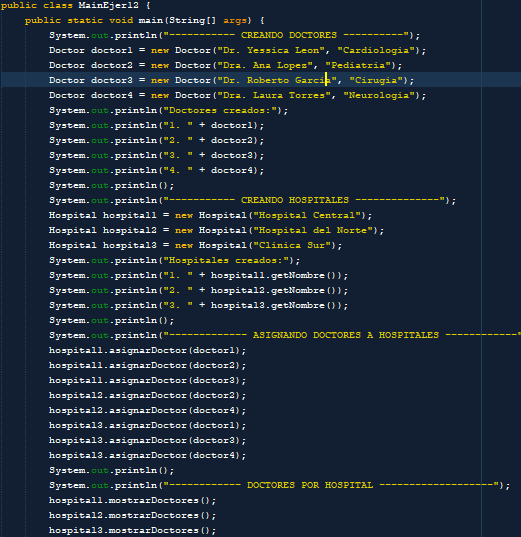 public class MainEjer12 {
public static void main(String[] args) {
System.out.println("----------- CREANDO DOCTORES ----------");
Doctor doctor1 = new Doctor("Dr. Yessica Leon", "Cardiologia");
Doctor doctor2 = new Doctor("Dra. Ana Lopes", "Pediatria");
Doctor doctor3 = new Doctor("Dr. Roberto Garcia", "Cirugia");
Doctor doctor4 = new Doctor("Dra. Laura Torres", "Neurologia");
System.out.println("Doctores creados:");
System.out.println("1. " + doctor1);
System.out.println("2. " + doctor2);
System.out.println("3. " + doctor3);
System.out.println("4. " + doctor4);
System.out.println();
System.out.println("----------- CREANDO HOSPITALES --------------");
Hospital hospital1 = new Hospital("Hospital Central");
Hospital hospital2 = new Hospital("Hospital del Norte");
Hospital hospital3 = new Hospital("Clinica Sur");
System.out.println("Hospitales creados:");
System.out.println("1. " + hospital1.getNombre());
System.out.println("2. " + hospital2.getNombre());
System.out.println("3. " + hospital3.getNombre());
System.out.println();
System.out.println("------------- ASIGNANDO DOCTORES A HOSPITALES ------------"
hospital1.asignarDoctor(doctor1);
hospital1.asignarDoctor(doctor2);
hospital1.asignarDoctor(doctor3);
hospital2.asignarDoctor(doctor2);
hospital2.asignarDoctor(doctor4);
hospital3.asignarDoctor(doctor1);
hospital3.asignarDoctor(doctor3);
hospital3.asignarDoctor(doctor4);
System.out.println();
System.out.println("------------ DOCTORES POR HOSPITAL -------------------");
hospital1.mostrarDoctores();
hospital2.mostrarDoctores();
hospital3.mostrarDoctores();